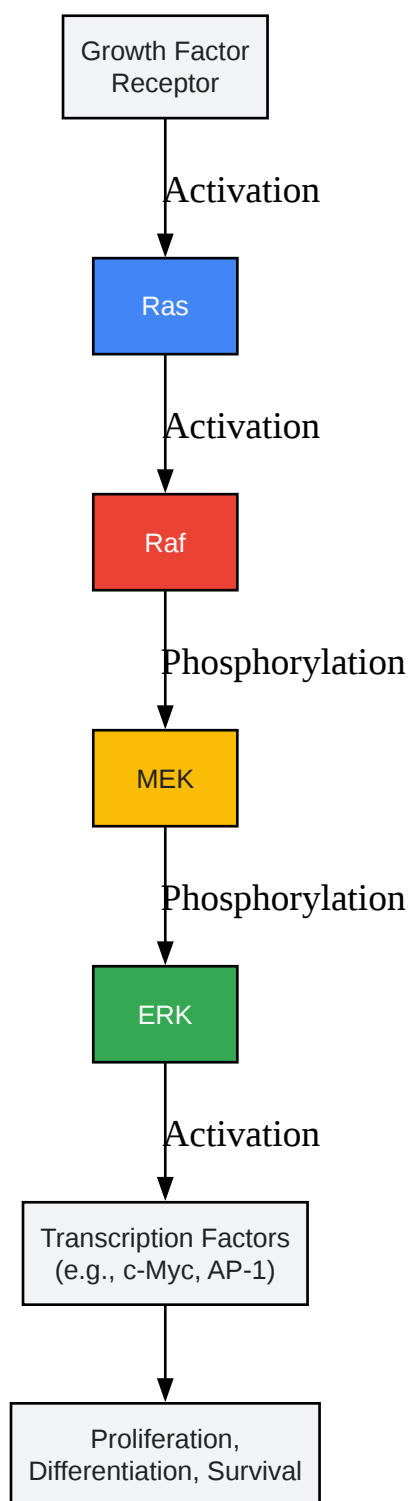 Growth Factor
Receptor
Activation
Ras
Activation
Raf
Phosphorylation
MEK
Phosphorylation
ERK
Activation
Transcription Factors
(e.g., c-Myc, AP-1)
Proliferation,
Differentiation, Survival